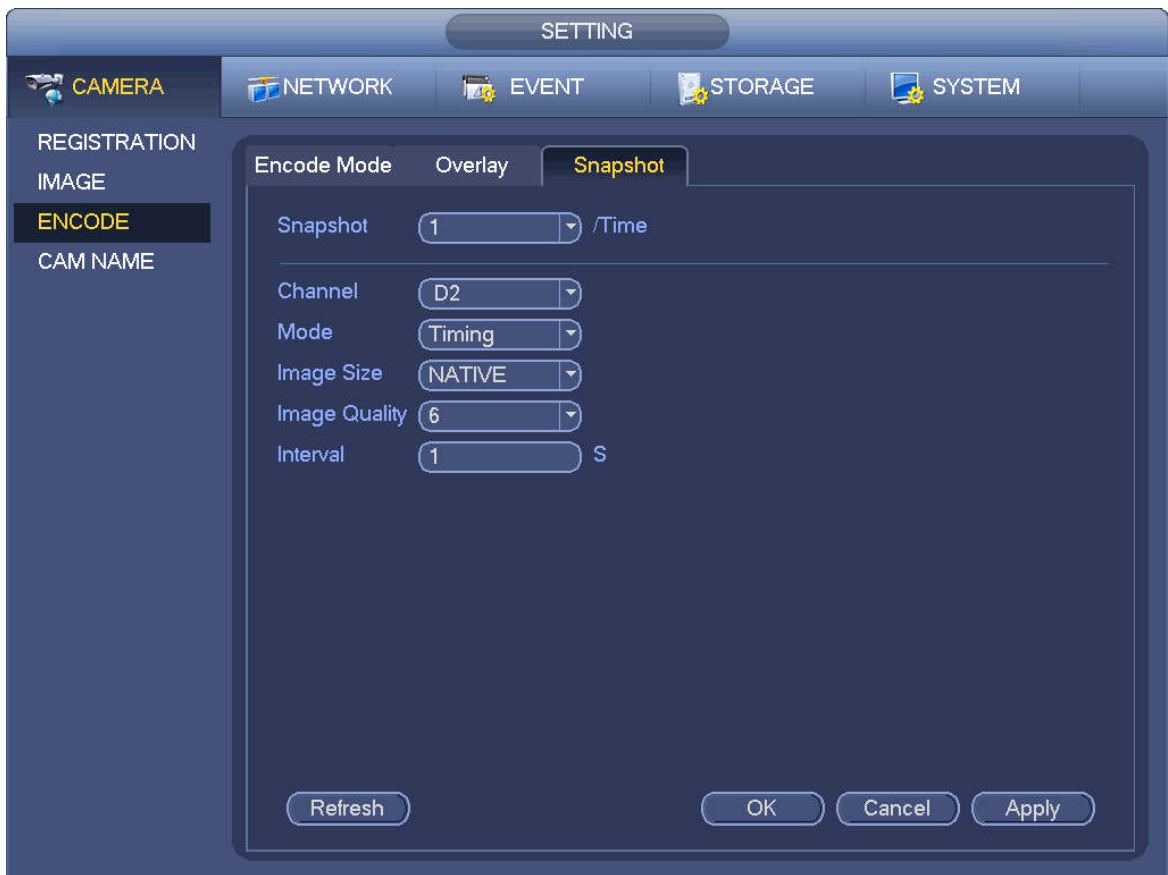 SETTING
CAMERA NETWORK EVENT STORAGE SYSTEM
REGISTRATION
IMAGE
ENCODE
CAM NAME
Encode Mode Overlay Snapshot
Snapshot 1 /Time
Channel D2
Mode Timing
Image Size NATIVE
Image Quality 6
Interval 1 S
Refresh OK Cancel Apply